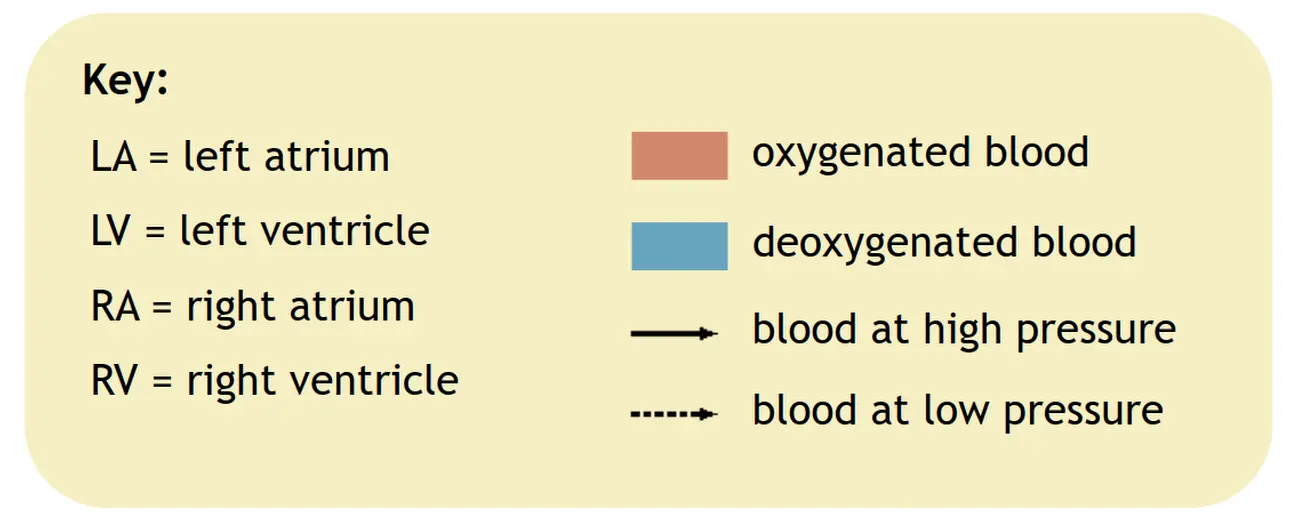 Key:
LA = left atrium
LV = left ventricle
RA = right atrium
RV = right ventricle
oxygenated blood
deoxygenated blood
blood at high pressure
blood at low pressure